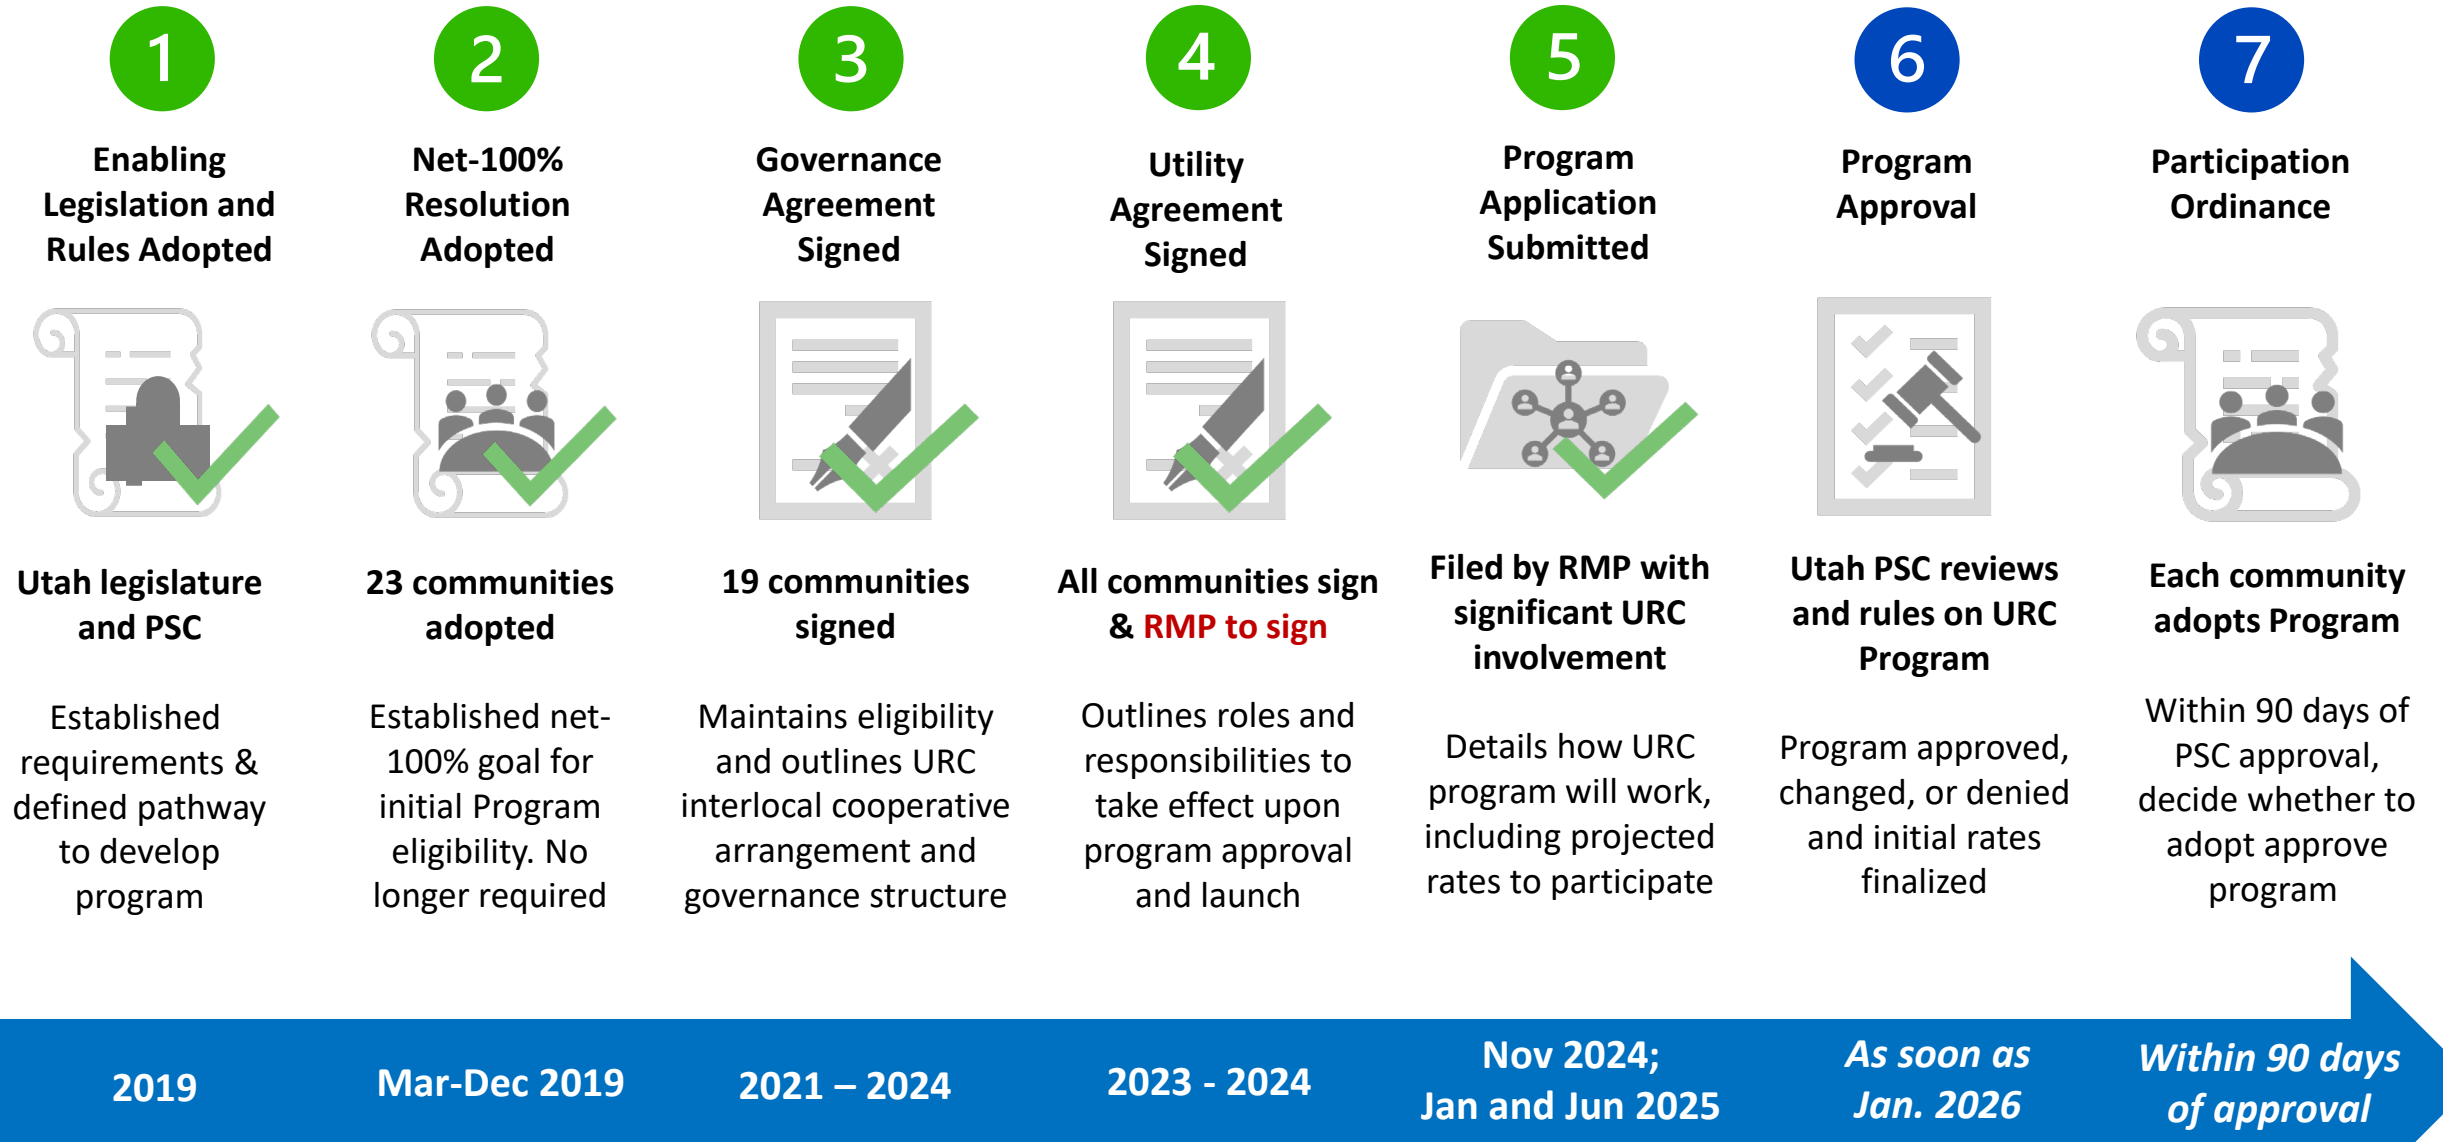 1
Enabling
Legislation and
Rules Adopted
Utah legislature
and PSC
Established
requirements &
defined pathway
to develop
program
2019
2
Net-100%
Resolution
Adopted
23 communities
adopted
Established net-
100% goal for
initial Program
eligibility. No
longer required
Mar-Dec 2019
3
Governance
Agreement
Signed
19 communities
signed
Maintains eligibility
and outlines URC
interlocal cooperative
arrangement and
governance structure
2021 – 2024
4
Utility
Agreement
Signed
All communities sign
& RMP to sign
Outlines roles and
responsibilities to
take effect upon
program approval
and launch
2023 - 2024
5
Program
Application
Submitted
Filed by RMP with
significant URC
involvement
Details how URC
program will work,
including projected
rates to participate
Nov 2024;
Jan and Jun 2025
6
Program
Approval
Utah PSC reviews
and rules on URC
Program
Program approved,
changed, or denied
and initial rates
finalized
As soon as
Jan. 2026
7
Participation
Ordinance
Each community
adopts Program
Within 90 days of
PSC approval,
decide whether to
adopt approve
program
Within 90 days
of approval